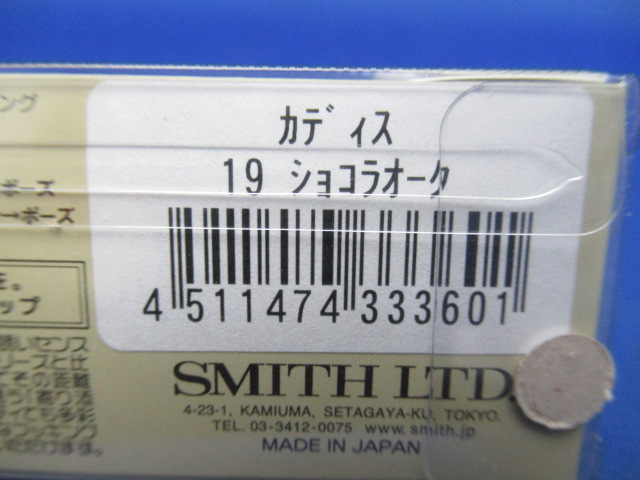 ング
ｶﾃﾞｨｽ
19 ｼｮｺﾗｵｰｸ
ポーズ
→ポーズ
E。
ップ
4 511474 333601
SMITH LTD.
4-23-1, KAMIUMA, SETAGAYA-KU, TOKYO.
TEL. 03-3412-0075 www.smith.jp
MADE IN JAPAN